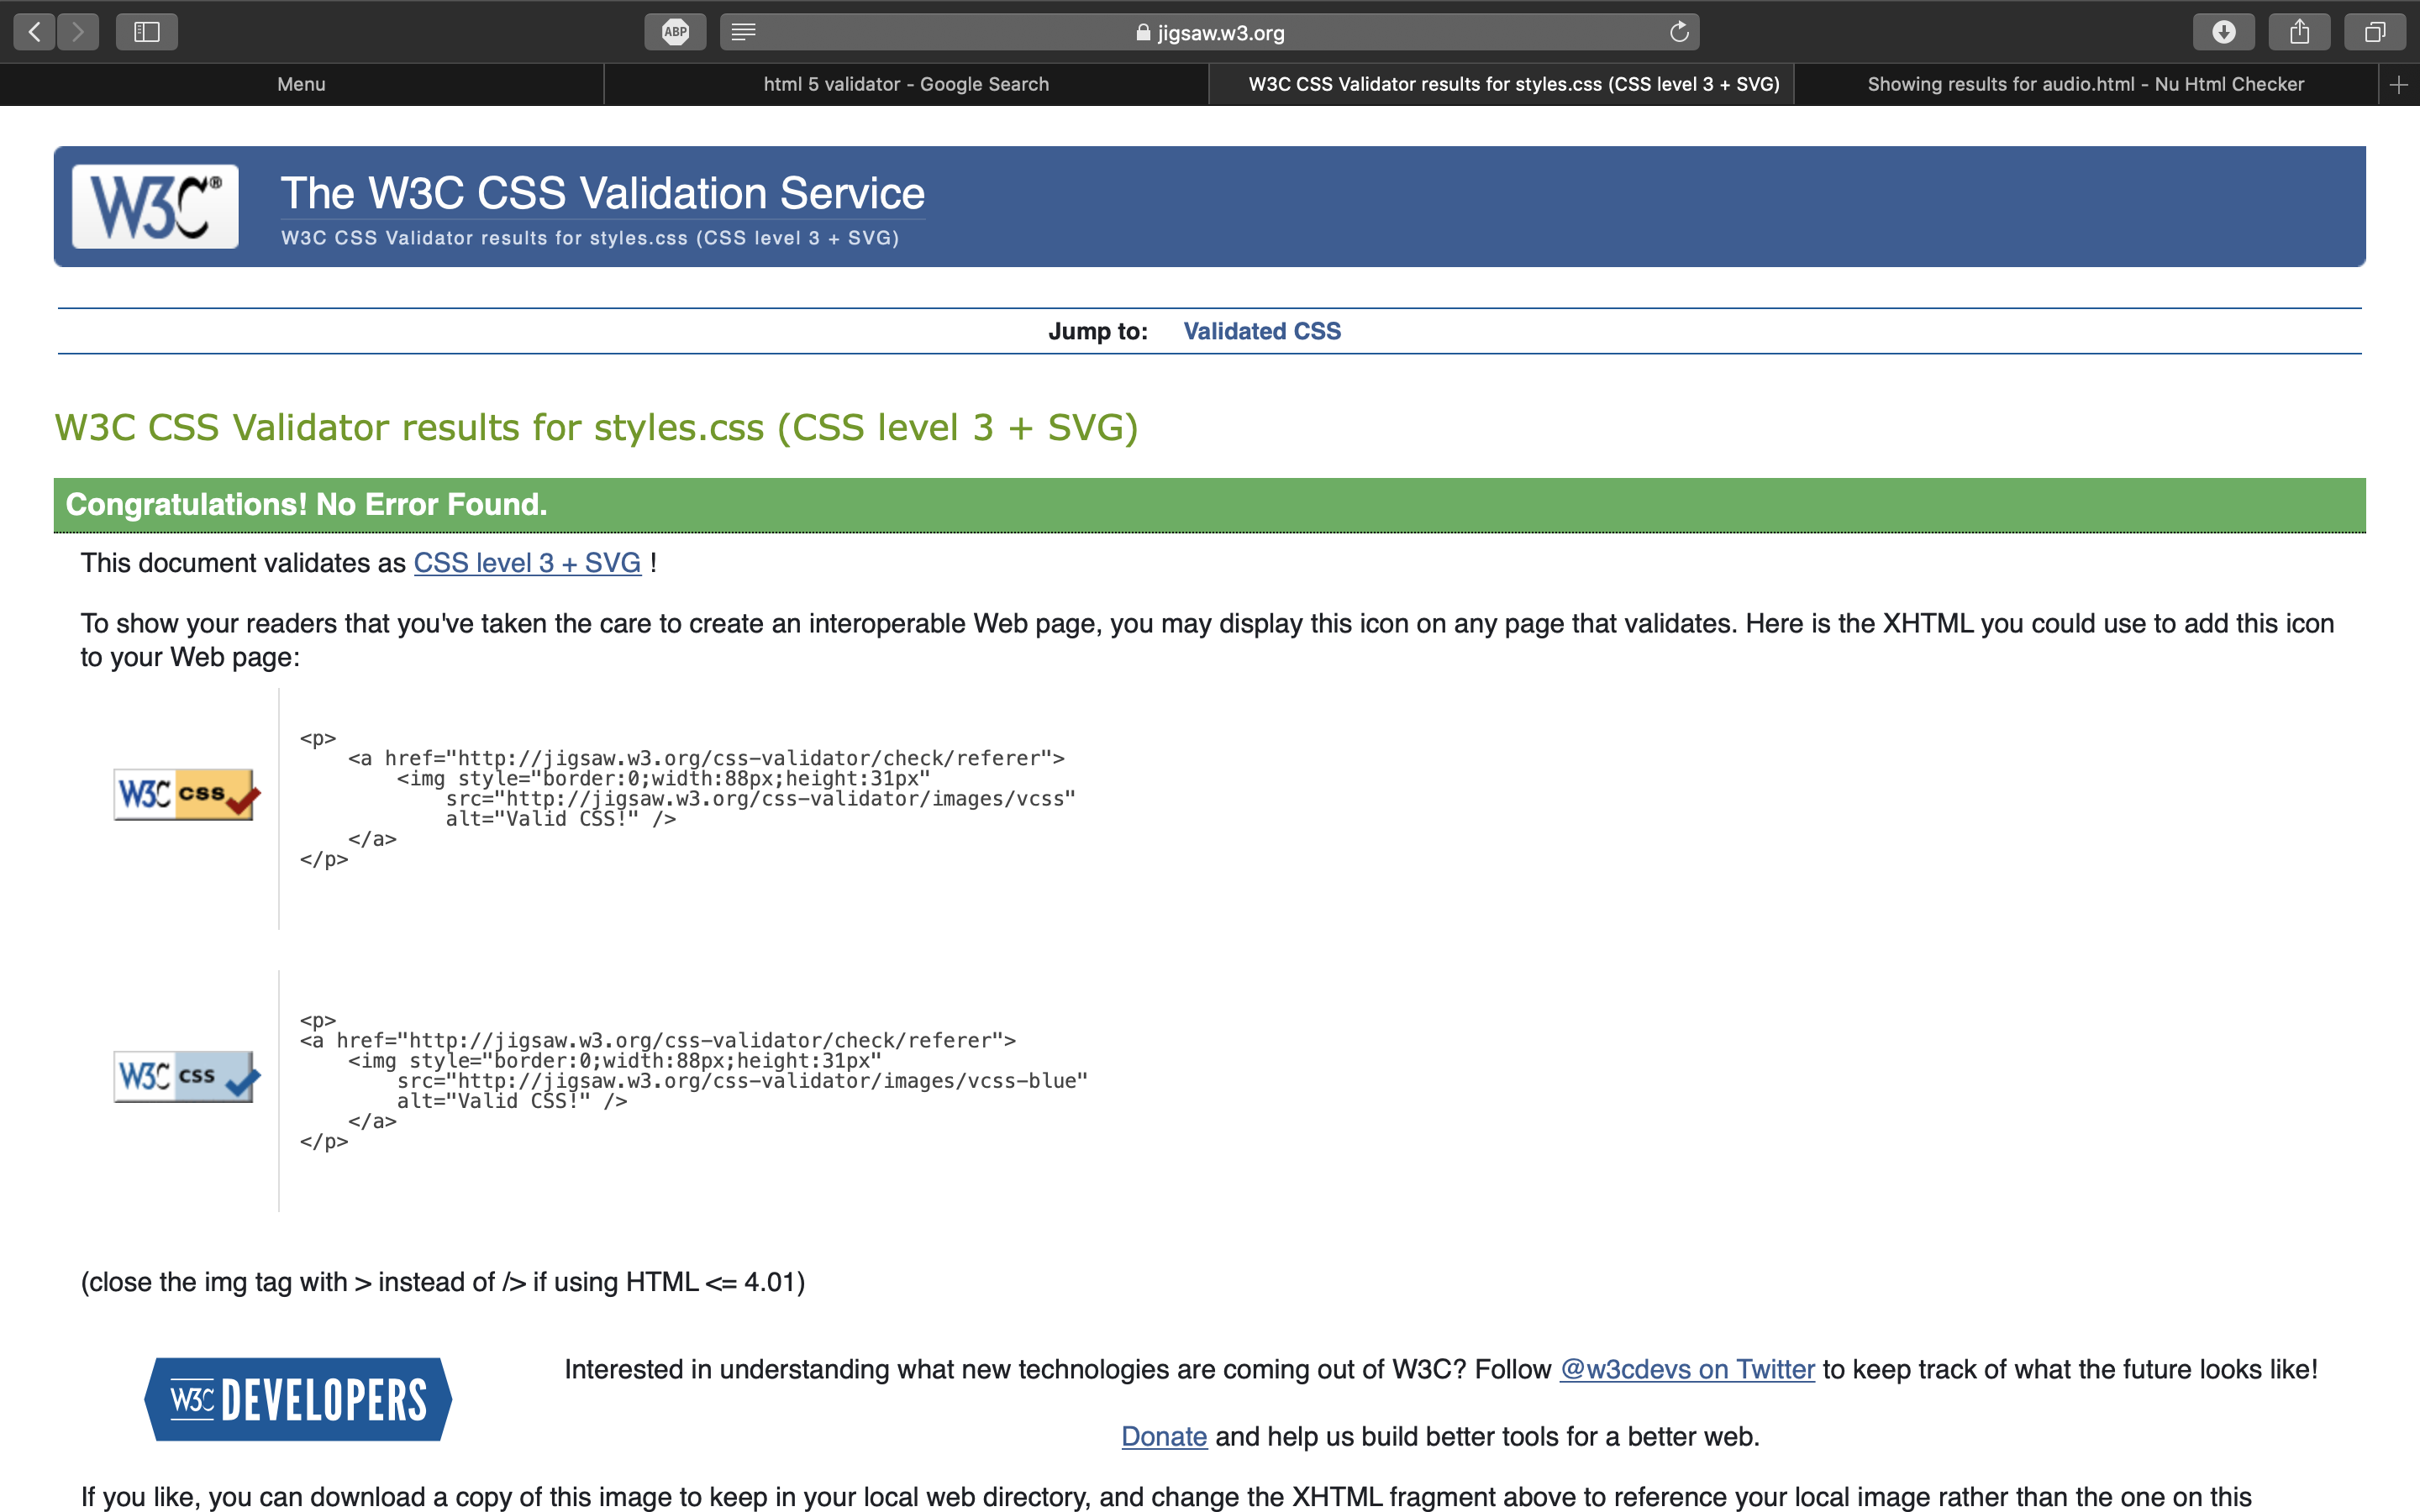 ABP
jigsaw.w3.org
Menu
html 5 validator - Google Search
W3C CSS Validator results for styles.css (CSS level 3 + SVG)
Showing results for audio.html - Nu Html Checker
W3C®
The W3C CSS Validation Service
W3C CSS Validator results for styles.css (CSS level 3 + SVG)
Jump to: Validated CSS
W3C CSS Validator results for styles.css (CSS level 3 + SVG)
Congratulations! No Error Found.
This document validates as CSS level 3 + SVG !
To show your readers that you've taken the care to create an interoperable Web page, you may display this icon on any page that validates. Here is the XHTML you could use to add this icon
to your Web page:
W3C css
<p>
    <a href="http://jigsaw.w3.org/css-validator/check/referer">
        <img style="border:0;width:88px;height:31px"
            src="http://jigsaw.w3.org/css-validator/images/vcss"
            alt="Valid CSS!" />
    </a>
</p>
W3C css
<p>
<a href="http://jigsaw.w3.org/css-validator/check/referer">
    <img style="border:0;width:88px;height:31px"
        src="http://jigsaw.w3.org/css-validator/images/vcss-blue"
        alt="Valid CSS!" />
    </a>
</p>
(close the img tag with > instead of /> if using HTML <= 4.01)
W3C DEVELOPERS
Interested in understanding what new technologies are coming out of W3C? Follow @w3cdevs on Twitter to keep track of what the future looks like!
Donate and help us build better tools for a better web.
If you like, you can download a copy of this image to keep in your local web directory, and change the XHTML fragment above to reference your local image rather than the one on this